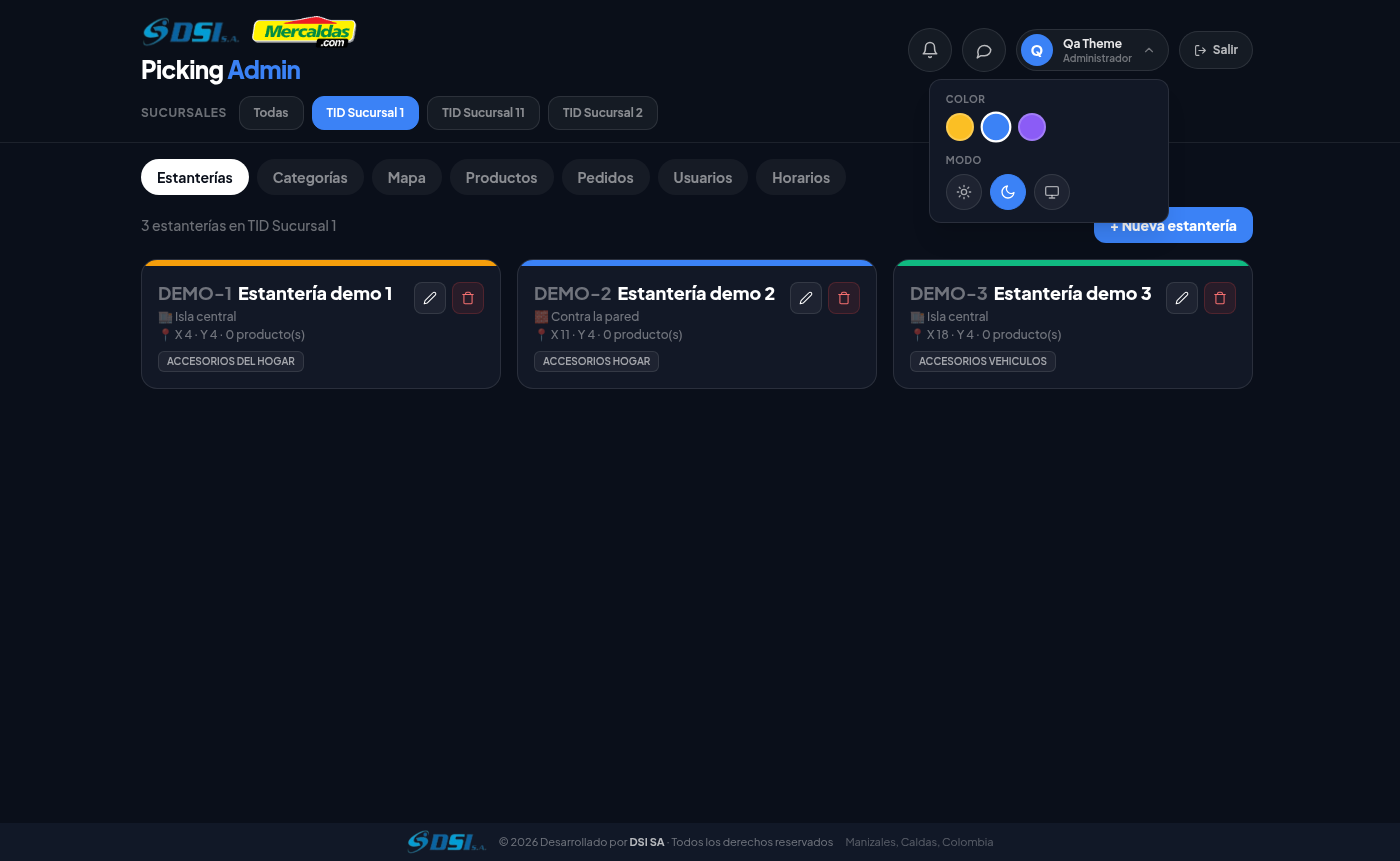 DSI S.A.
Mercaldas
.com
Picking Admin
Q
Qa Theme
Administrador
Salir
SUCURSALES
Todas
TID Sucursal 1
TID Sucursal 11
TID Sucursal 2
COLOR
MODO
Estanterías
Categorías
Mapa
Productos
Pedidos
Usuarios
Horarios
3 estanterías en TID Sucursal 1
+ Nueva estantería
DEMO-1 Estantería demo 1
Isla central
X 4 · Y 4 · 0 producto(s)
ACCESORIOS DEL HOGAR
DEMO-2 Estantería demo 2
Contra la pared
X 11 · Y 4 · 0 producto(s)
ACCESORIOS HOGAR
DEMO-3 Estantería demo 3
Isla central
X 18 · Y 4 · 0 producto(s)
ACCESORIOS VEHICULOS
DSI S.A.
© 2026 Desarrollado por DSI SA · Todos los derechos reservados
Manizales, Caldas, Colombia